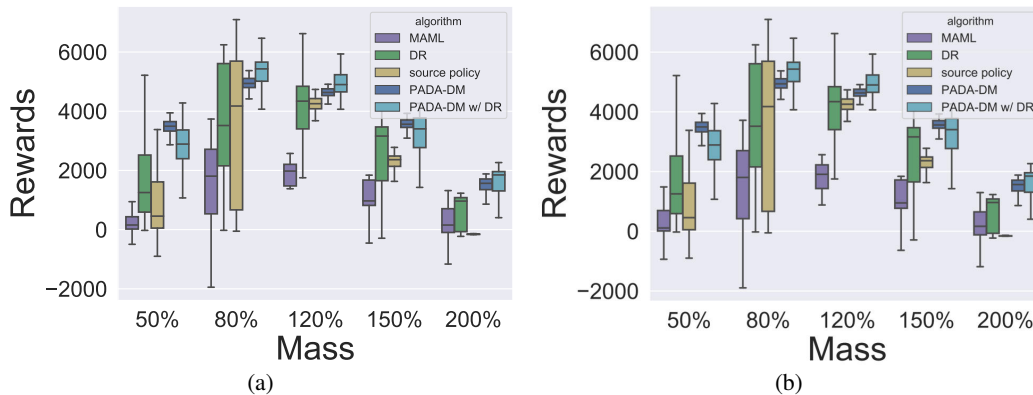 algorithm
MAML
DR
source policy
PADA-DM
PADA-DM w/ DR
6000
4000
2000
0
−2000
Rewards
50% 80% 120% 150% 200%
Mass
(a)
algorithm
MAML
DR
source policy
PADA-DM
PADA-DM w/ DR
6000
4000
2000
0
−2000
Rewards
50% 80% 120% 150% 200%
Mass
(b)